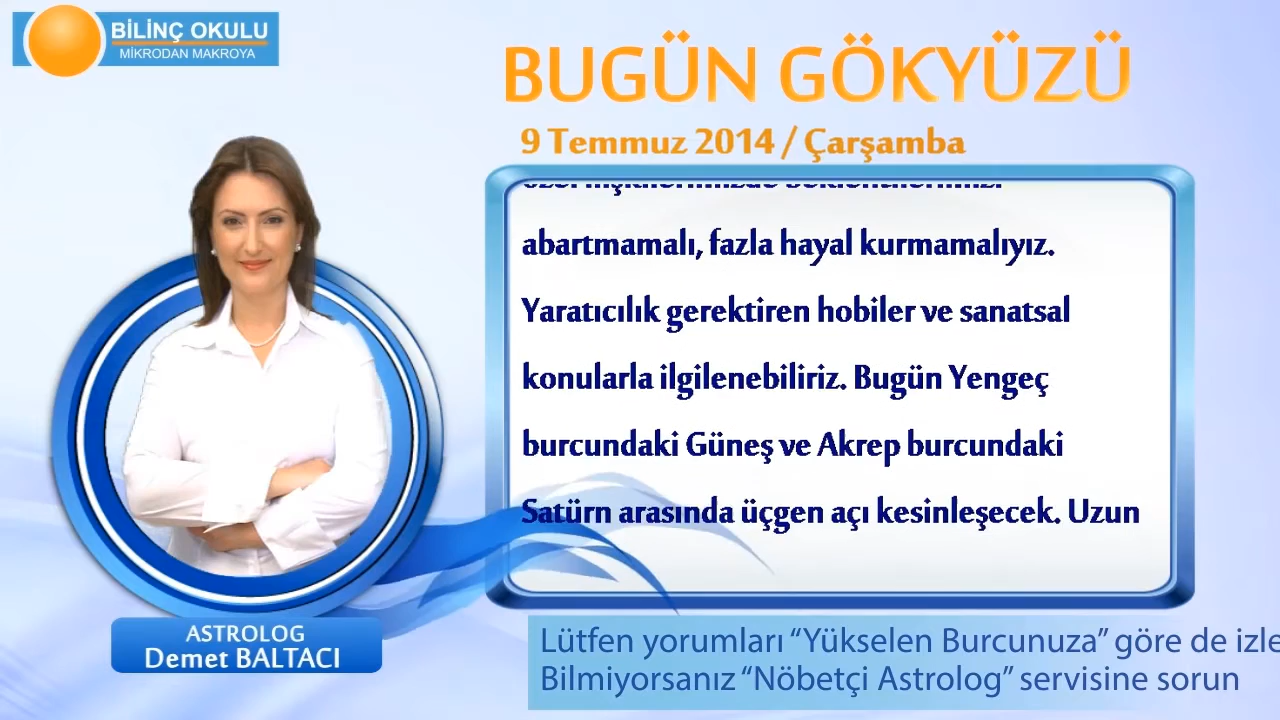 BİLİNÇ OKULU
MİKRODAN MAKROYA
BUGÜN GÖKYÜZÜ
9 Temmuz 2014 / Çarşamba
abartmamalı, fazla hayal kurmamalıyız.
Yaratıcılık gerektiren hobiler ve sanatsal
konularla ilgilenebiliriz. Bugün Yengeç
burcundaki Güneş ve Akrep burcundaki
Satürn arasında üçgen açı kesinleşecek. Uzun
ASTROLOG
Demet BALTACI
Lütfen yorumları “Yükselen Burcunuza” göre de izle
Bilmiyorsanız “Nöbetçi Astrolog” servisine sorun